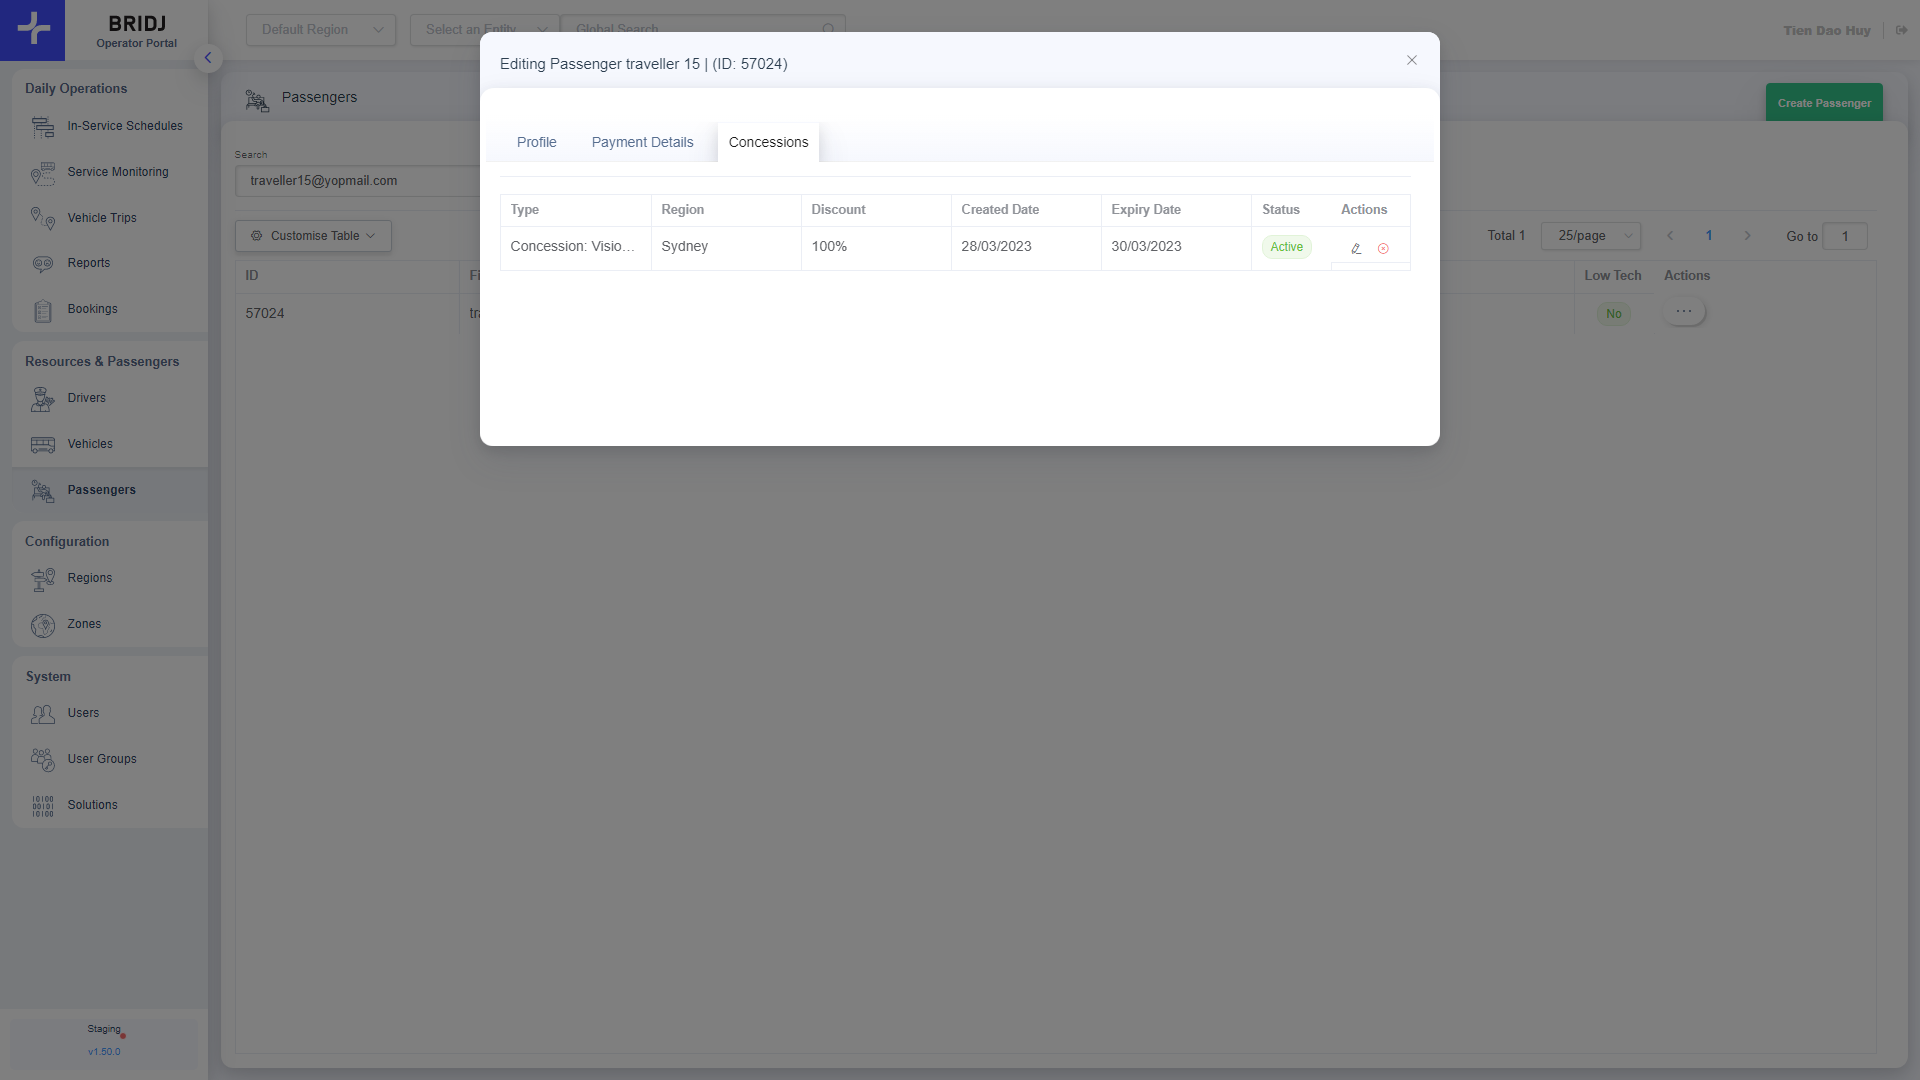 BRIDJ
Operator Portal
Default Region
Select an Entity
Global Search
Tien Dao Huy
Editing Passenger traveller 15 | (ID: 57024)
Profile
Payment Details
Concessions
Type
Region
Discount
Created Date
Expiry Date
Status
Actions
Concession: Visio...
Sydney
100%
28/03/2023
30/03/2023
Active
Passengers
Create Passenger
Search
traveller15@yopmail.com
Customise Table
Total 1
25/page
1
Go to
1
ID
Fi
Low Tech
Actions
57024
tra
No
Daily Operations
In-Service Schedules
Service Monitoring
Vehicle Trips
Reports
Bookings
Resources & Passengers
Drivers
Vehicles
Passengers
Configuration
Regions
Zones
System
Users
User Groups
10100
00101
10100
Solutions
Staging
v1.50.0